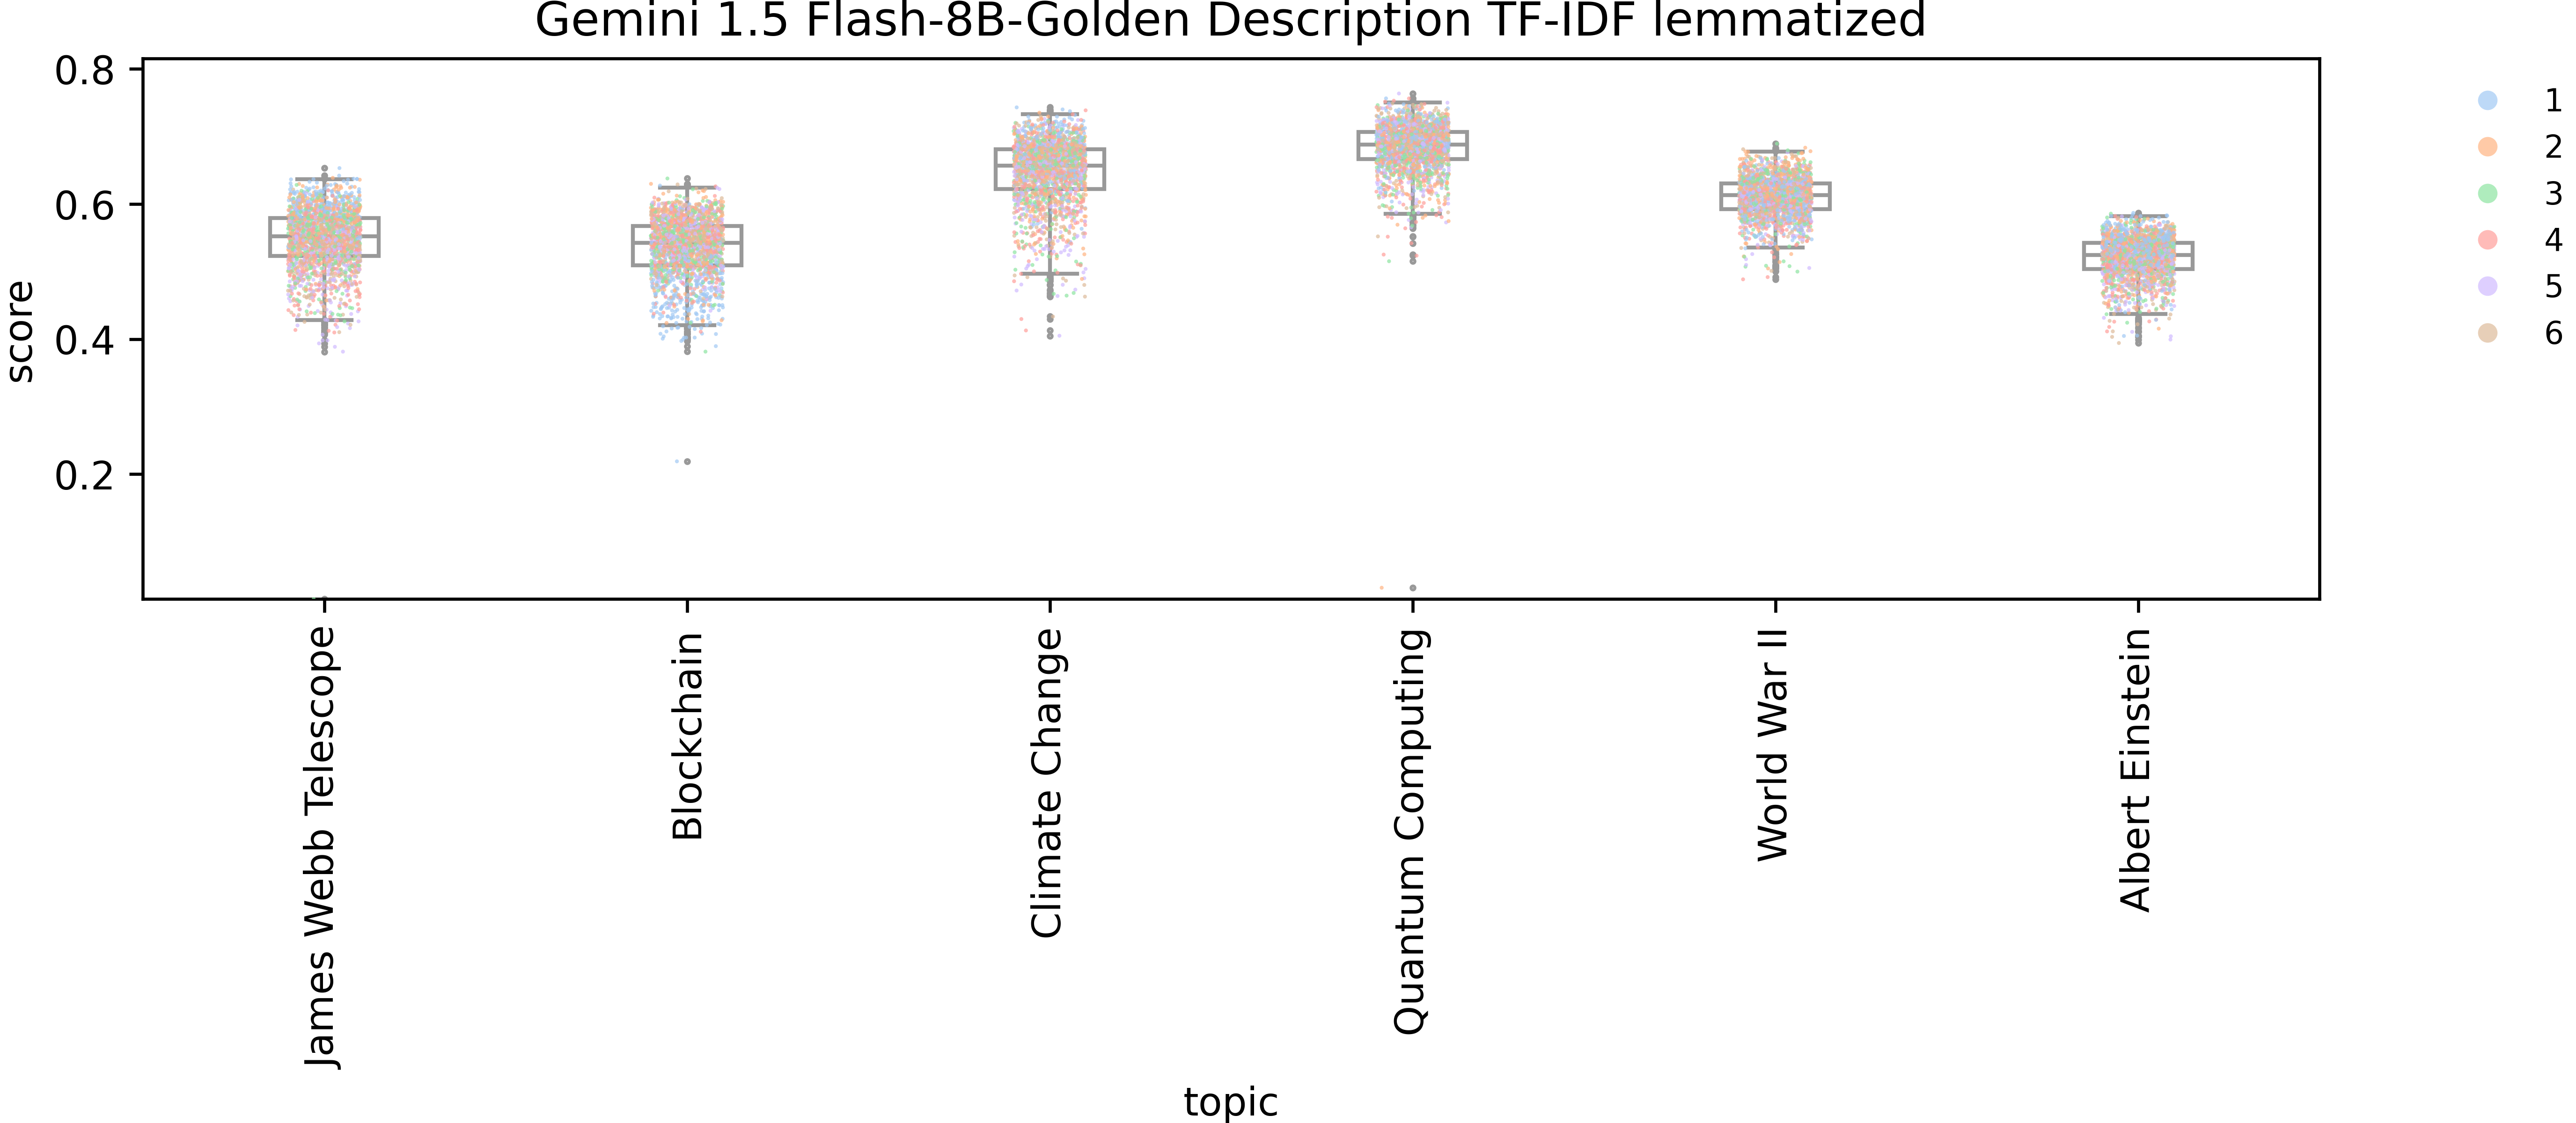 Gemini 1.5 Flash-8B-Golden Description TF-IDF lemmatized
0.8
0.6
0.4
0.2
score
James Webb Telescope
Blockchain
Climate Change
Quantum Computing
World War II
Albert Einstein
topic
1
2
3
4
5
6